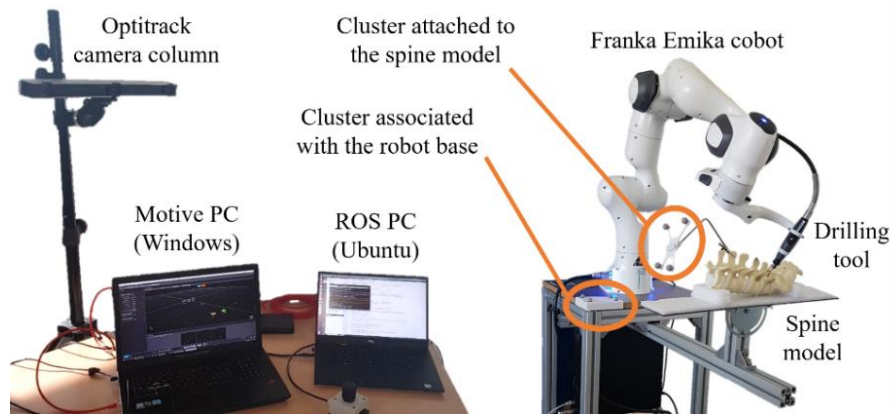 Optitrack
camera column
Cluster attached to
the spine model
Franka Emika cobot
Cluster associated
with the robot base
Motive PC
(Windows)
ROS PC
(Ubuntu)
Drilling
tool
Spine
model